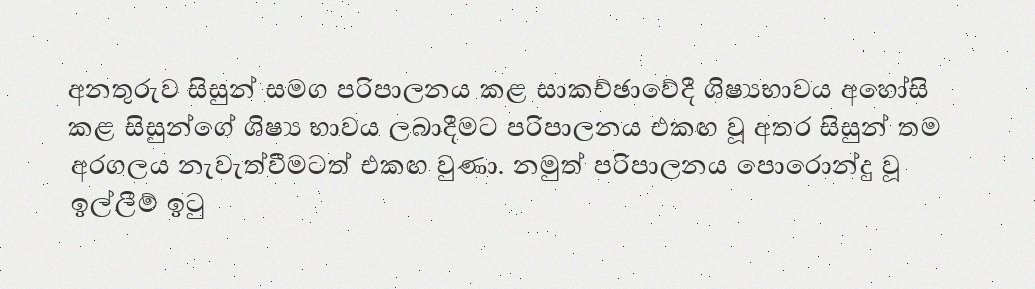 අනතුරුව සිසුන් සමග පරිපාලනය කළ සාකච්ඡාවේදී ශිෂ්‍යභාවය අහෝසි
කළ සිසුන්ගේ ශිෂ්‍ය භාවය ලබාදීමට පරිපාලනය එකඟ වූ අතර සිසුන් තම
අරගලය නැවැත්වීමටත් එකඟ වුණා. නමුත් පරිපාලනය පොරොන්දු වූ
ඉල්ලීම් ඉටු